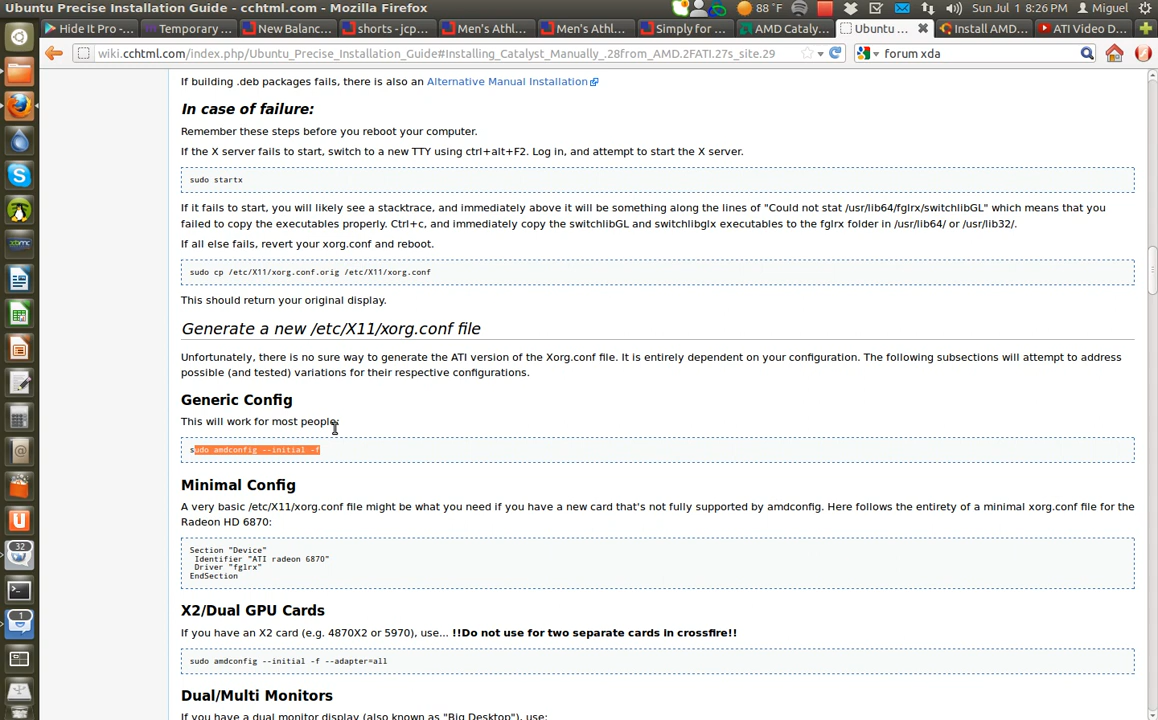 Ubuntu Precise Installation Guide - cchtml.com - Mozilla Firefox
88 °F
Sun Jul 1 8:26 PM
Miguel
Hide It Pro -...
Temporary ...
New Balanc...
shorts - jcp...
Men's Athl...
Men's Athl...
Simply for ...
AMD Cataly...
Ubuntu ...
Install AMD...
ATI Video D...
wiki.cchtml.com/index.php/Ubuntu_Precise_Installation_Guide#Installing_Catalyst_Manually_.28from_AMD.2FATI.27s_site.29
forum xda
If building .deb packages fails, there is also an Alternative Manual Installation
In case of failure:
Remember these steps before you reboot your computer.
If the X server fails to start, switch to a new TTY using ctrl+alt+F2. Log in, and attempt to start the X server.
sudo startx
If it fails to start, you will likely see a stacktrace, and immediately above it will be something along the lines of "Could not stat /usr/lib64/fglrx/switchlibGL" which means that you
failed to copy the executables properly. Ctrl+c, and immediately copy the switchlibGL and switchlibglx executables to the fglrx folder in /usr/lib64/ or /usr/lib32/.
If all else fails, revert your xorg.conf and reboot.
sudo cp /etc/X11/xorg.conf.orig /etc/X11/xorg.conf
This should return your original display.
Generate a new /etc/X11/xorg.conf file
Unfortunately, there is no sure way to generate the ATI version of the Xorg.conf file. It is entirely dependent on your configuration. The following subsections will attempt to address
possible (and tested) variations for their respective configurations.
Generic Config
This will work for most people:
sudo amdconfig --initial -f
Minimal Config
A very basic /etc/X11/xorg.conf file might be what you need if you have a new card that's not fully supported by amdconfig. Here follows the entirety of a minimal xorg.conf file for the
Radeon HD 6870:
Section "Device"
Identifier "ATI radeon 6870"
Driver "fglrx"
EndSection
X2/Dual GPU Cards
If you have an X2 card (e.g. 4870X2 or 5970), use... !!Do not use for two separate cards in crossfire!!
sudo amdconfig --initial -f --adapter=all
Dual/Multi Monitors
If you have a dual monitor display (also known as "Big Desktop"), use:
32
1